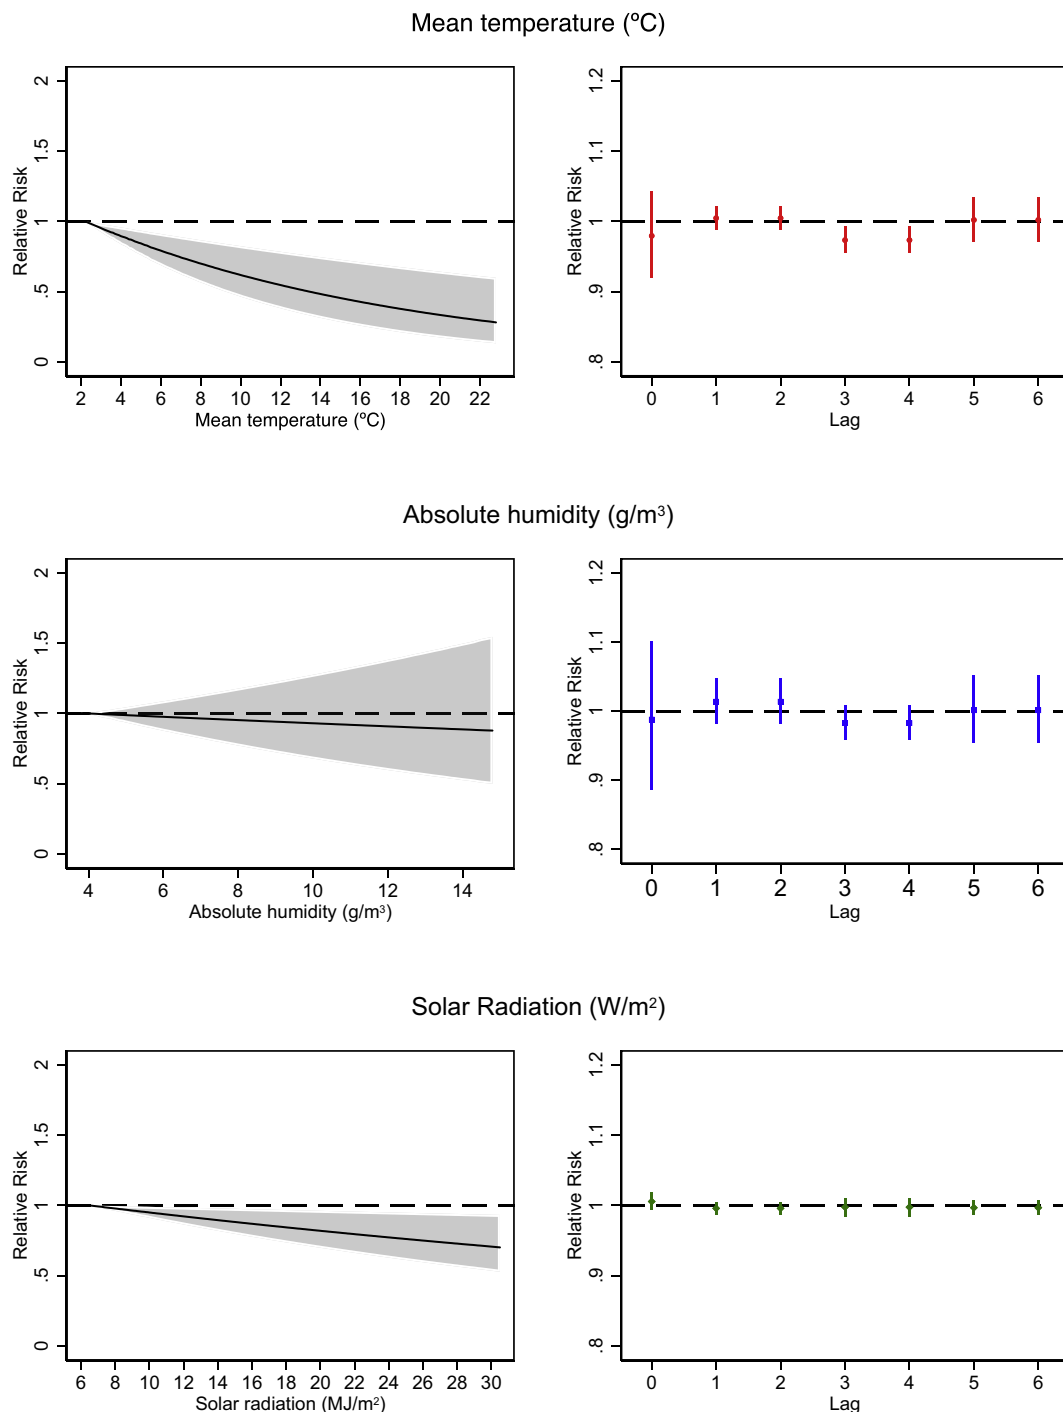 Mean temperature (ºC)
2
1.5
1
.5
0
Relative Risk
2 4 6 8 10 12 14 16 18 20 22
Mean temperature (ºC)
1.2
1.1
1
.9
.8
Relative Risk
0 1 2 3 4 5 6
Lag
Absolute humidity (g/m³)
2
1.5
1
.5
0
Relative Risk
4 6 8 10 12 14
Absolute humidity (g/m³)
1.2
1.1
1
.9
.8
Relative Risk
0 1 2 3 4 5 6
Lag
Solar Radiation (W/m²)
2
1.5
1
.5
0
Relative Risk
6 8 10 12 14 16 18 20 22 24 26 28 30
Solar radiation (MJ/m²)
1.2
1.1
1
.9
.8
Relative Risk
0 1 2 3 4 5 6
Lag